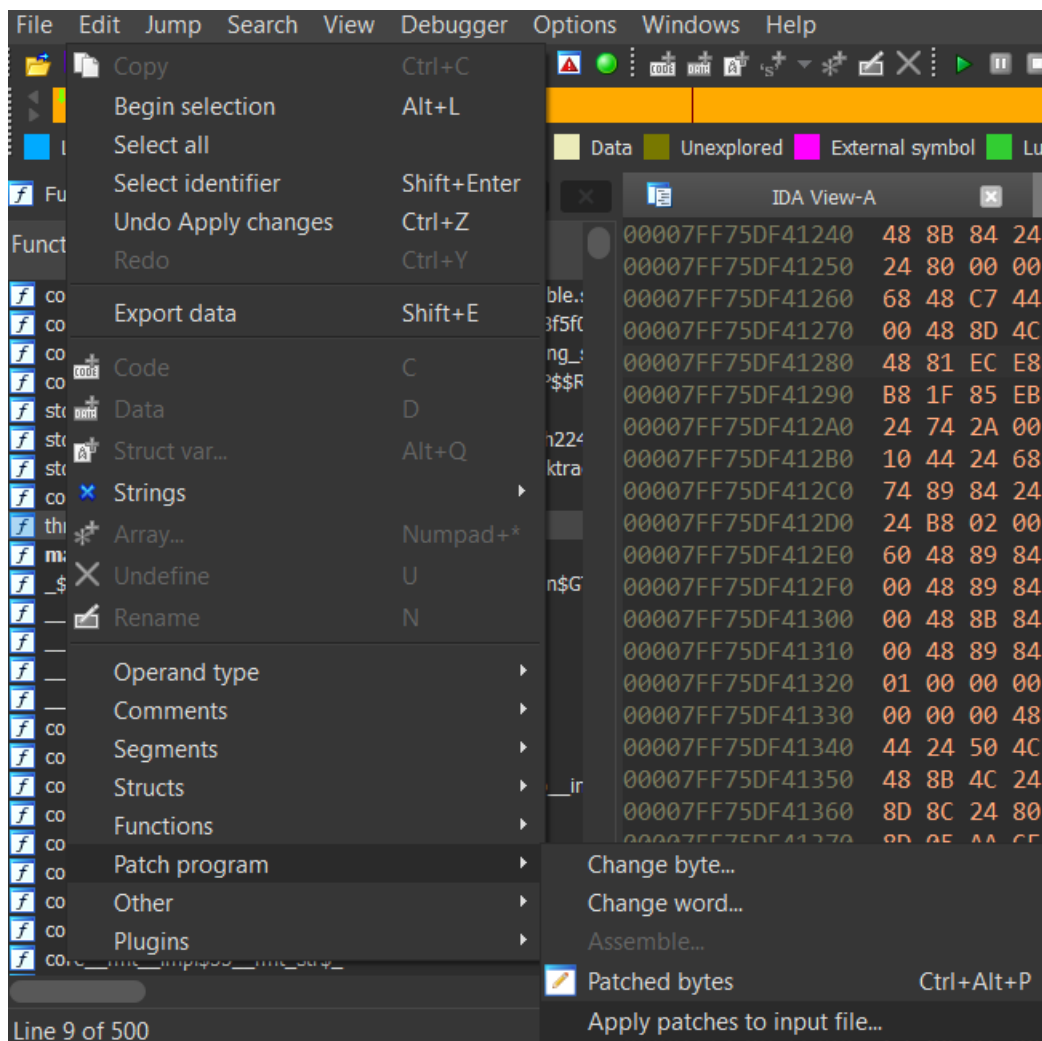 File Edit Jump Search View Debugger Options Windows Help
Copy Ctrl+C
Begin selection Alt+L
Select all
Select identifier Shift+Enter
Undo Apply changes Ctrl+Z
Redo Ctrl+Y
Export data Shift+E
Code C
Data D
Struct var... Alt+Q
Strings
Array... Numpad+*
Undefine U
Rename N
Operand type
Comments
Segments
Structs
Functions
Patch program
Other
Plugins
Change byte...
Change word...
Assemble...
Patched bytes Ctrl+Alt+P
Apply patches to input file...
Data Unexplored External symbol Lu
IDA View-A
00007FF75DF41240 48 8B 84 24
00007FF75DF41250 24 80 00 00
00007FF75DF41260 68 48 C7 44
00007FF75DF41270 00 48 8D 4C
00007FF75DF41280 48 81 EC E8
00007FF75DF41290 B8 1F 85 EB
00007FF75DF412A0 24 74 2A 00
00007FF75DF412B0 10 44 24 68
00007FF75DF412C0 74 89 84 24
00007FF75DF412D0 24 B8 02 00
00007FF75DF412E0 60 48 89 84
00007FF75DF412F0 00 48 89 84
00007FF75DF41300 00 48 8B 84
00007FF75DF41310 00 48 89 84
00007FF75DF41320 01 00 00 00
00007FF75DF41330 00 00 00 48
00007FF75DF41340 44 24 50 4C
00007FF75DF41350 48 8B 4C 24
00007FF75DF41360 8D 8C 24 80
Fu
Funct
co
co
co
co
co
Line 9 of 500